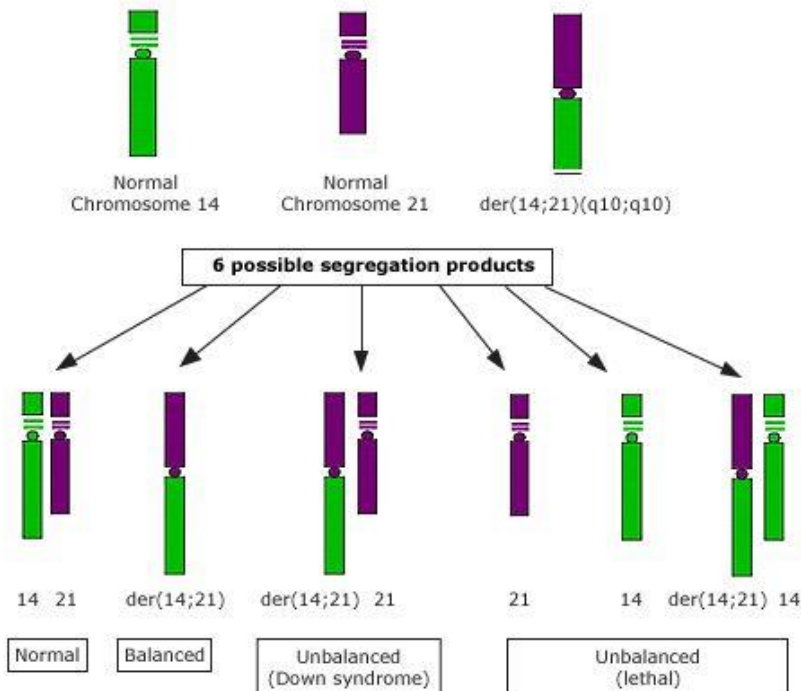 Normal
Chromosome 14
Normal
Chromosome 21
der(14;21)(q10;q10)
6 possible segregation products
14 21
der(14;21)
der(14;21) 21
21
14
der(14;21) 14
Normal
Balanced
Unbalanced
(Down syndrome)
Unbalanced
(lethal)